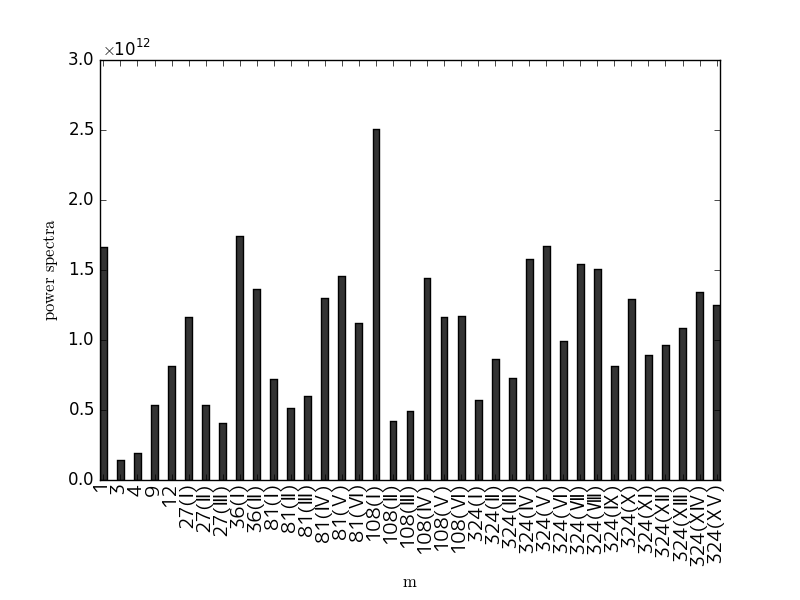 ×10^12
3.0
2.5
2.0
1.5
1.0
0.5
0.0
power spectra
1
3
4
9
12
27(I)
27(II)
27(III)
36(I)
36(II)
81(I)
81(II)
81(III)
81(IV)
81(V)
81(VI)
108(I)
108(II)
108(III)
108(IV)
108(V)
108(VI)
324(I)
324(II)
324(III)
324(IV)
324(V)
324(VI)
324(VII)
324(VIII)
324(IX)
324(X)
324(XI)
324(XII)
324(XIII)
324(XIV)
324(XV)
m